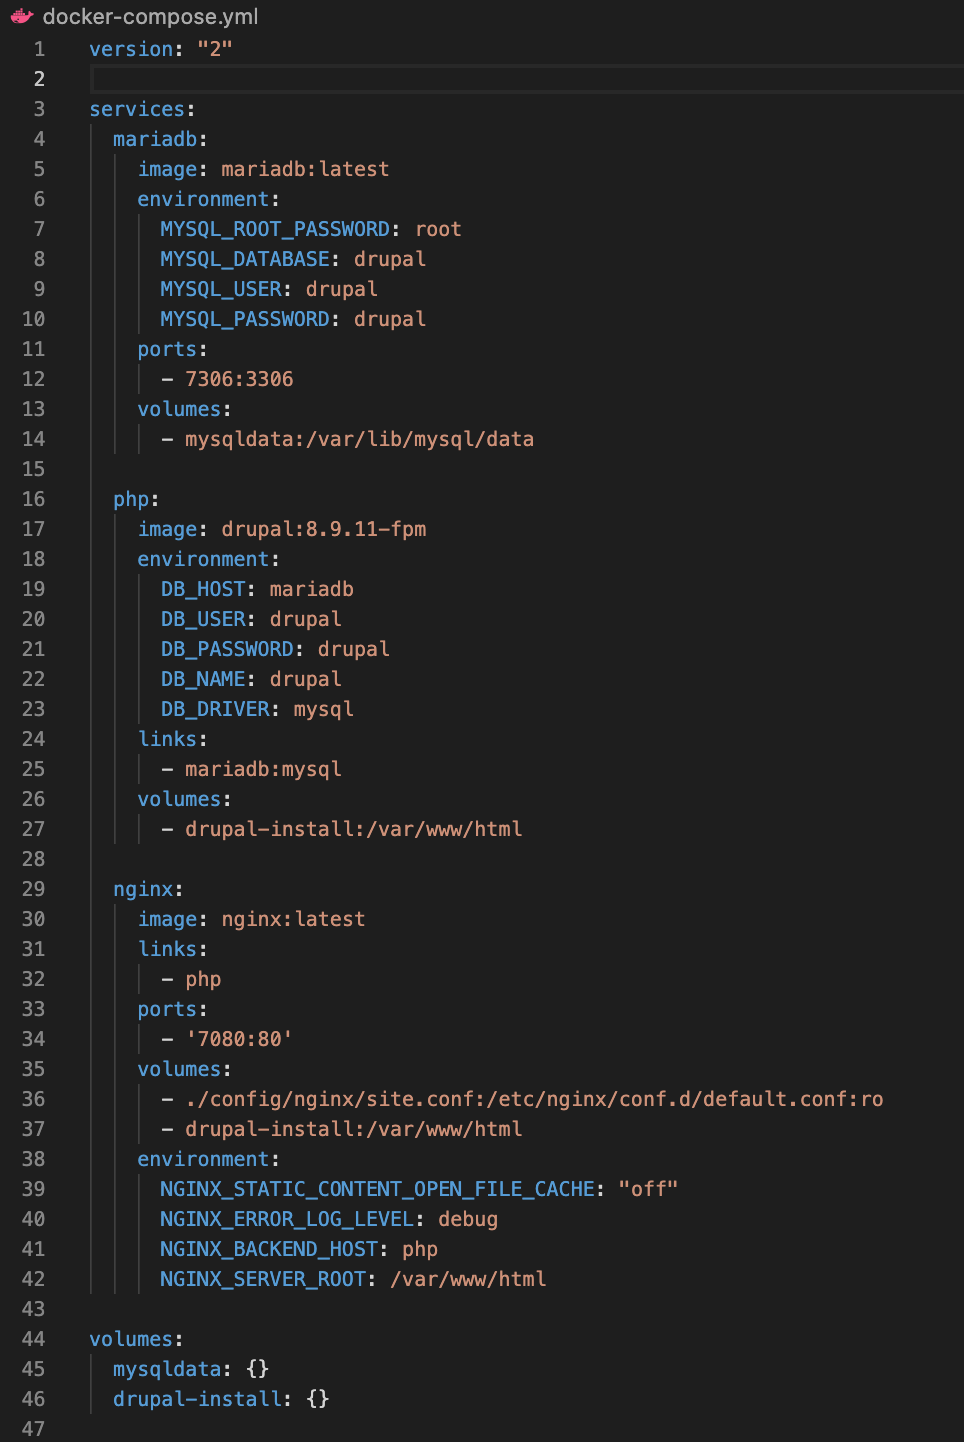 docker-compose.yml
1 version: "2"
2
3 services:
4   mariadb:
5     image: mariadb:latest
6     environment:
7       MYSQL_ROOT_PASSWORD: root
8       MYSQL_DATABASE: drupal
9       MYSQL_USER: drupal
10       MYSQL_PASSWORD: drupal
11     ports:
12       - 7306:3306
13     volumes:
14       - mysqldata:/var/lib/mysql/data
15
16   php:
17     image: drupal:8.9.11-fpm
18     environment:
19       DB_HOST: mariadb
20       DB_USER: drupal
21       DB_PASSWORD: drupal
22       DB_NAME: drupal
23       DB_DRIVER: mysql
24     links:
25       - mariadb:mysql
26     volumes:
27       - drupal-install:/var/www/html
28
29   nginx:
30     image: nginx:latest
31     links:
32       - php
33     ports:
34       - '7080:80'
35     volumes:
36       - ./config/nginx/site.conf:/etc/nginx/conf.d/default.conf:ro
37       - drupal-install:/var/www/html
38     environment:
39       NGINX_STATIC_CONTENT_OPEN_FILE_CACHE: "off"
40       NGINX_ERROR_LOG_LEVEL: debug
41       NGINX_BACKEND_HOST: php
42       NGINX_SERVER_ROOT: /var/www/html
43
44 volumes:
45   mysqldata: {}
46   drupal-install: {}
47